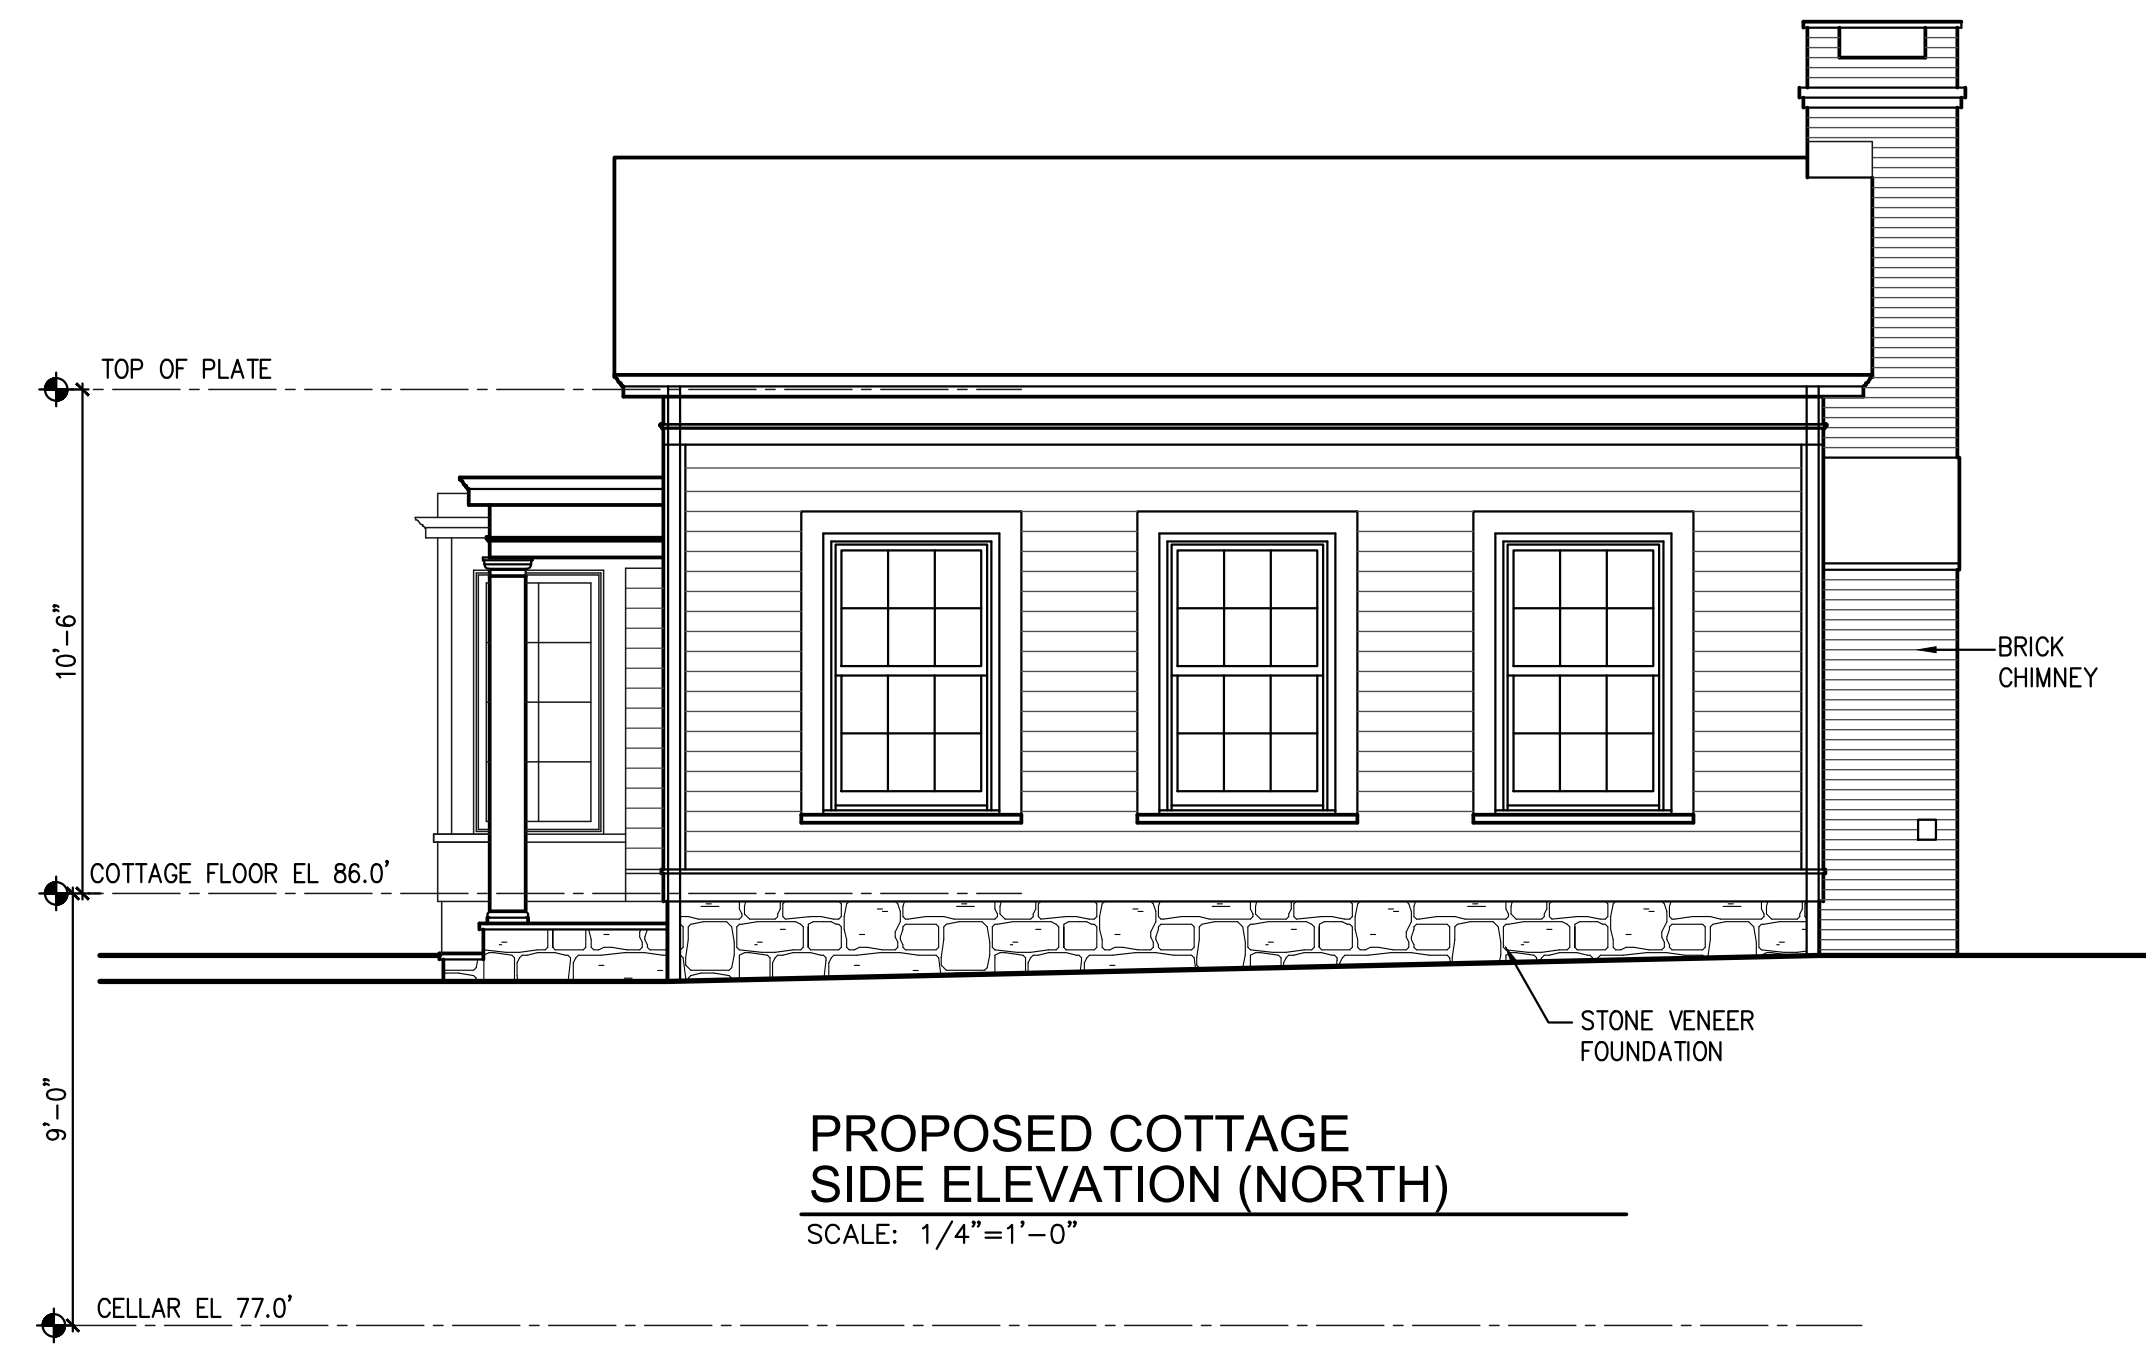 TOP OF PLATE
10'-6"
BRICK
CHIMNEY
COTTAGE FLOOR EL 86.0'
STONE VENEER
FOUNDATION
9'-0"
PROPOSED COTTAGE
SIDE ELEVATION (NORTH)
SCALE: 1/4"=1'-0"
CELLAR EL 77.0'